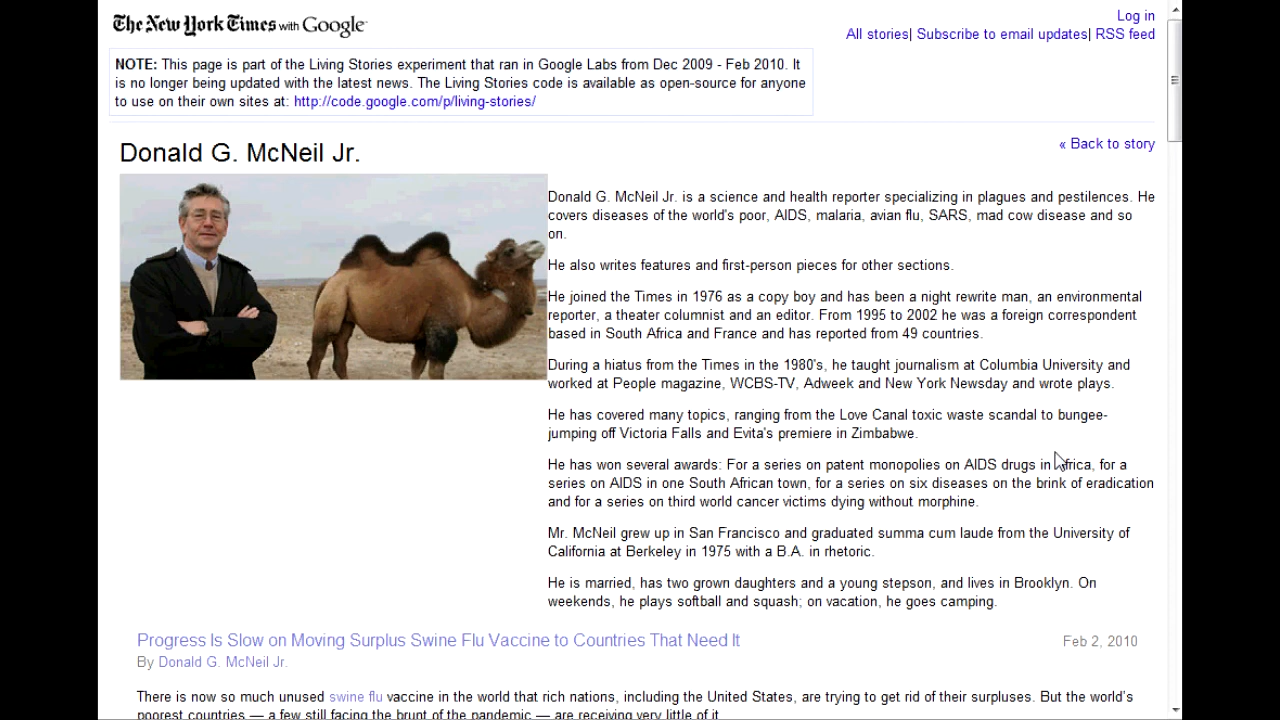 The New York Times with Google
Log in
All stories| Subscribe to email updates| RSS feed
NOTE: This page is part of the Living Stories experiment that ran in Google Labs from Dec 2009 - Feb 2010. It
is no longer being updated with the latest news. The Living Stories code is available as open-source for anyone
to use on their own sites at: http://code.google.com/p/living-stories/
« Back to story
Donald G. McNeil Jr.
Donald G. McNeil Jr. is a science and health reporter specializing in plagues and pestilences. He
covers diseases of the world's poor, AIDS, malaria, avian flu, SARS, mad cow disease and so
on.
He also writes features and first-person pieces for other sections.
He joined the Times in 1976 as a copy boy and has been a night rewrite man, an environmental
reporter, a theater columnist and an editor. From 1995 to 2002 he was a foreign correspondent
based in South Africa and France and has reported from 49 countries.
During a hiatus from the Times in the 1980's, he taught journalism at Columbia University and
worked at People magazine, WCBS-TV, Adweek and New York Newsday and wrote plays.
He has covered many topics, ranging from the Love Canal toxic waste scandal to bungee-
jumping off Victoria Falls and Evita's premiere in Zimbabwe.
He has won several awards: For a series on patent monopolies on AIDS drugs in Africa, for a
series on AIDS in one South African town, for a series on six diseases on the brink of eradication
and for a series on third world cancer victims dying without morphine.
Mr. McNeil grew up in San Francisco and graduated summa cum laude from the University of
California at Berkeley in 1975 with a B.A. in rhetoric.
He is married, has two grown daughters and a young stepson, and lives in Brooklyn. On
weekends, he plays softball and squash; on vacation, he goes camping.
Progress Is Slow on Moving Surplus Swine Flu Vaccine to Countries That Need It
Feb 2, 2010
By Donald G. McNeil Jr.
There is now so much unused swine flu vaccine in the world that rich nations, including the United States, are trying to get rid of their surpluses. But the world's
poorest countries — a few still facing the brunt of the pandemic — are receiving very little of it